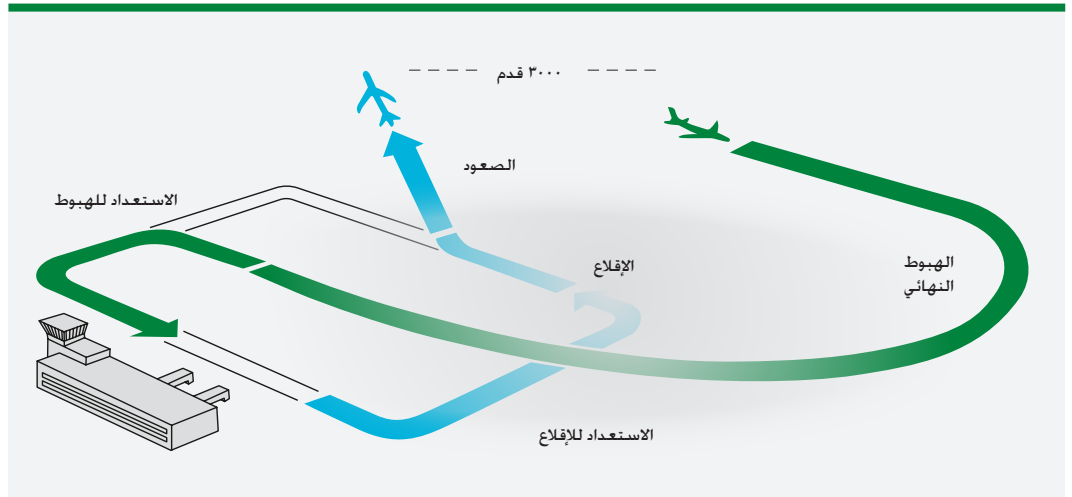 ٣٠٠٠ قدم
الصعود
الاستعداد للهبوط
الإقلاع
الهبوط
النهائي
الاستعداد للإقلاع